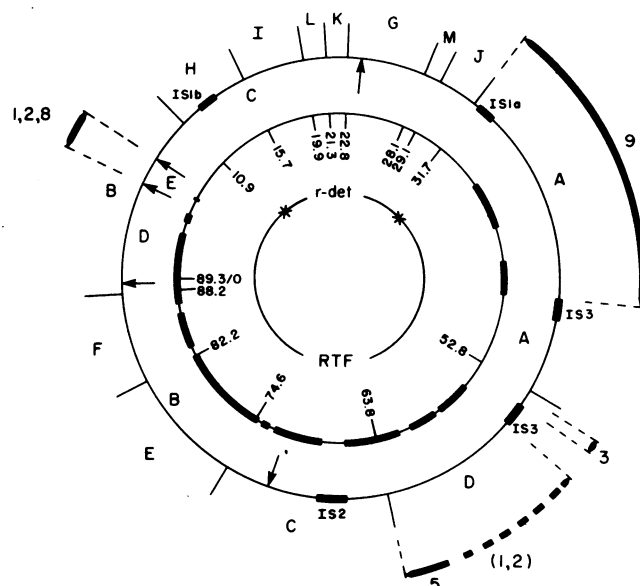 G
K
L
I
M
J
H
C
IS1b
IS1a
1,2,8
9
22.8
21.3
19.9
28.1
29.1
15.7
31.7
E
10.9
B
A
r-det
D
89.3/0
88.2
IS3
F
82.2
52.8
A
RTF
B
74.6
63.8
IS3
3
E
D
C
IS2
(1,2)
5